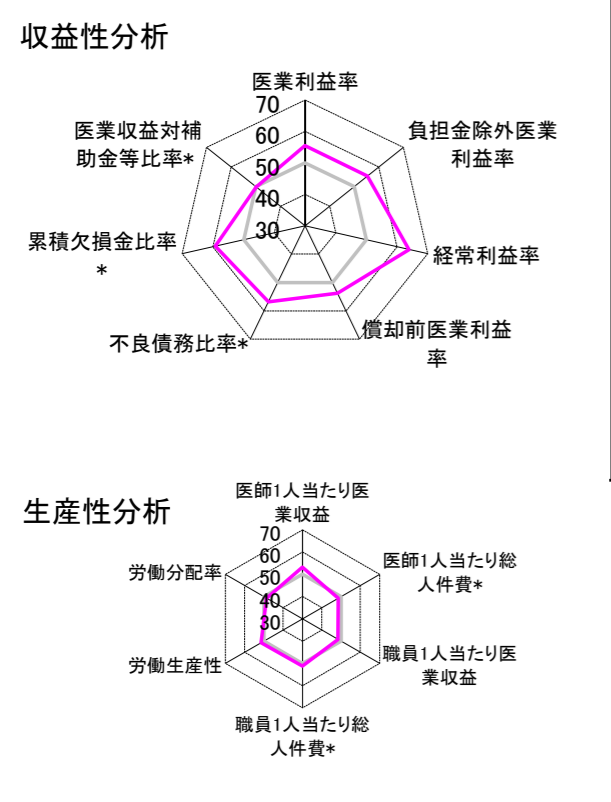 収益性分析
医業利益率
70
60
50
40
30
負担金除外医業
利益率
経常利益率
償却前医業利益
率
不良債務比率*
累積欠損金比率
*
医業収益対補
助金等比率*
生産性分析
医師1人当たり医
業収益
70
60
50
40
30
医師1人当たり総
人件費*
職員1人当たり医
業収益
職員1人当たり総
人件費*
労働生産性
労働分配率